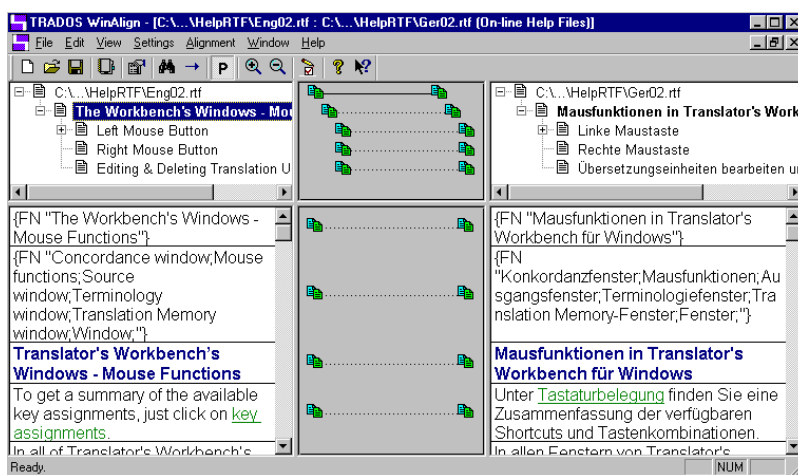 TRADOS WinAlign - [C:\...\HelpRTF\Eng02.rtf : C:\...\HelpRTF\Ger02.rtf (On-line Help Files)]
File Edit View Settings Alignment Window Help
P
C:\...\HelpRTF\Eng02.rtf
The Workbench's Windows - Mou
Left Mouse Button
Right Mouse Button
Editing & Deleting Translation U
C:\...\HelpRTF\Ger02.rtf
Mausfunktionen in Translator's Work
Linke Maustaste
Rechte Maustaste
Übersetzungseinheiten bearbeiten un
{FN "The Workbench's Windows -
Mouse Functions"}
{FN "Concordance window;Mouse
functions;Source
window;Terminology
window;Translation Memory
window;Window;"}
Translator's Workbench's
Windows - Mouse Functions
To get a summary of the available
key assignments, just click on key
assignments.
In all of Translator's Workbench's
{FN "Mausfunktionen in Translator's
Workbench für Windows"}
{FN
"Konkordanzfenster;Mausfunktionen;Au
sgangsfenster;Terminologiefenster;Tra
nslation Memory-Fenster;Fenster;"}
Mausfunktionen in Translator's
Workbench für Windows
Unter Tastaturbelegung finden Sie eine
Zusammenfassung der verfügbaren
Shortcuts und Tastenkombinationen.
In allen Fenstern von Translator's
Ready.
NUM